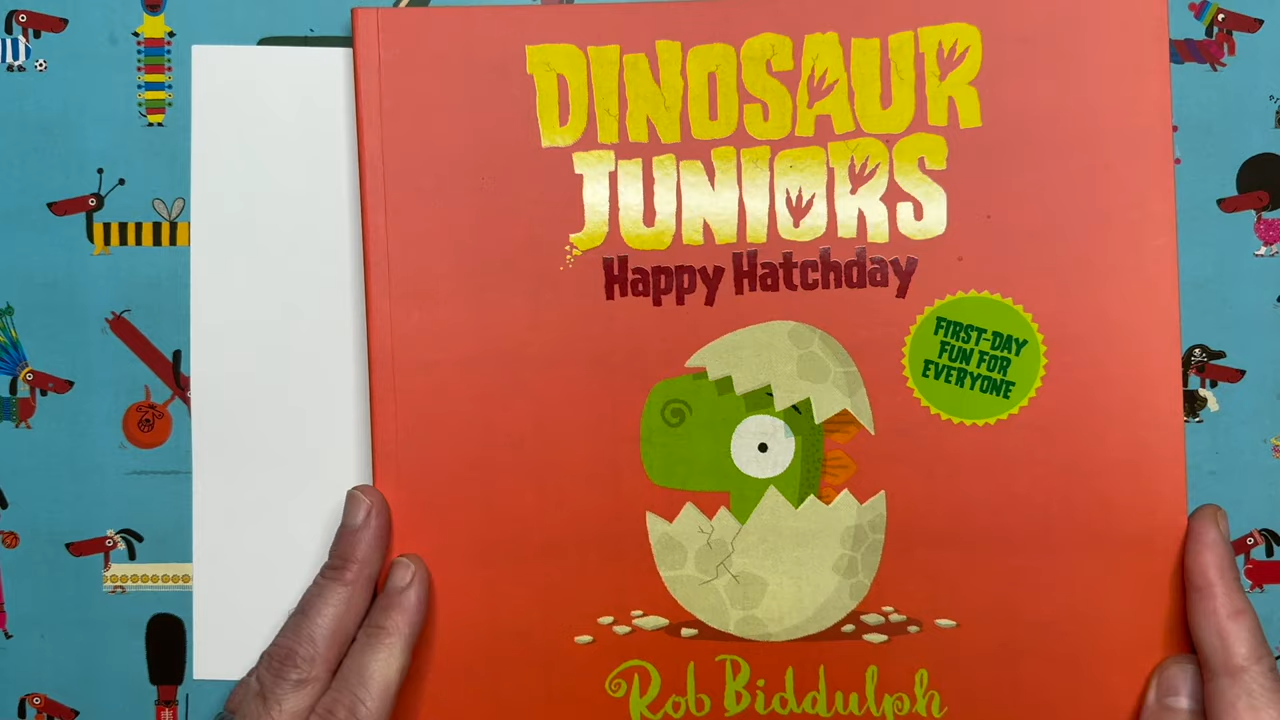 DINOSAUR
JUNIORS
Happy Hatchday
FIRST-DAY
FUN FOR
EVERYONE
Rob Biddulph